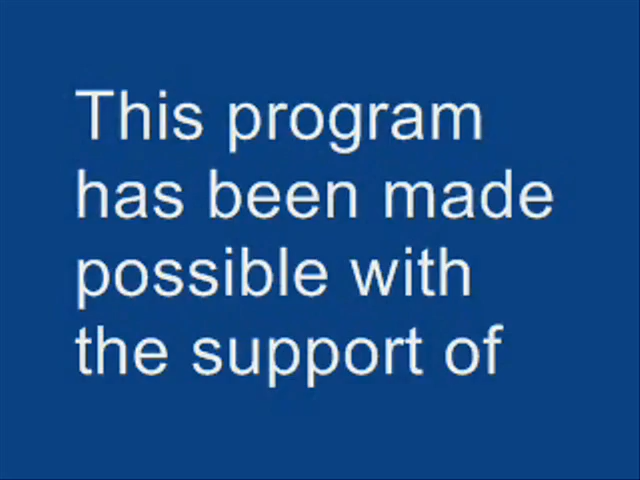 This program
has been made
possible with
the support of